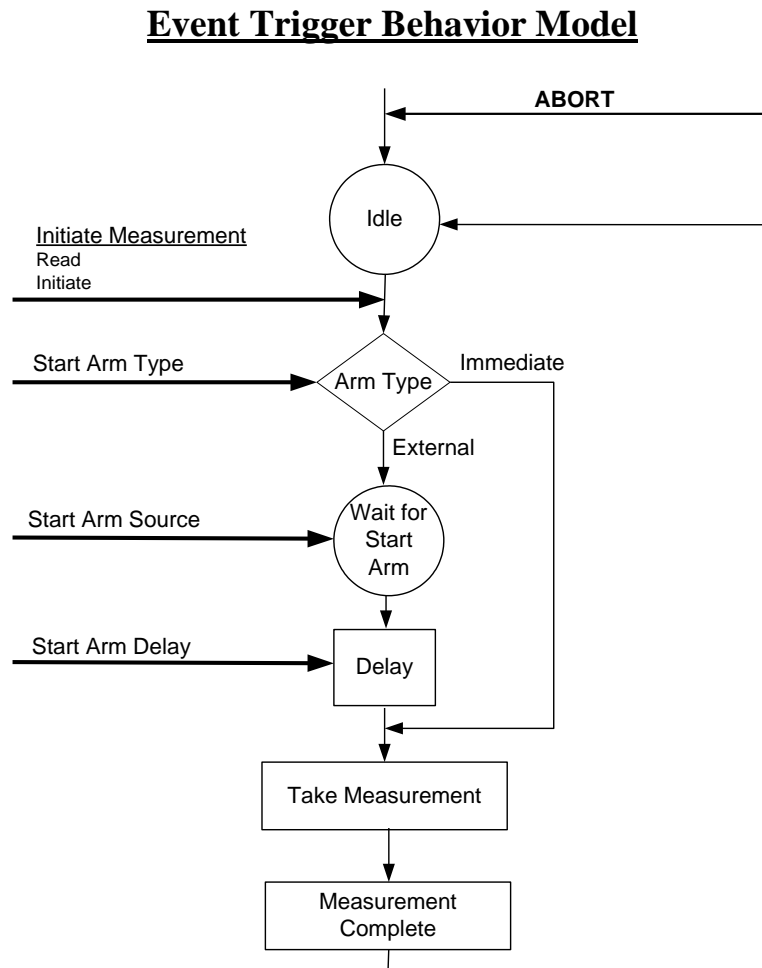 Event Trigger Behavior Model
ABORT
Idle
Initiate Measurement
Read
Initiate
Start Arm Type
Arm Type
Immediate
External
Start Arm Source
Wait for
Start
Arm
Start Arm Delay
Delay
Take Measurement
Measurement
Complete